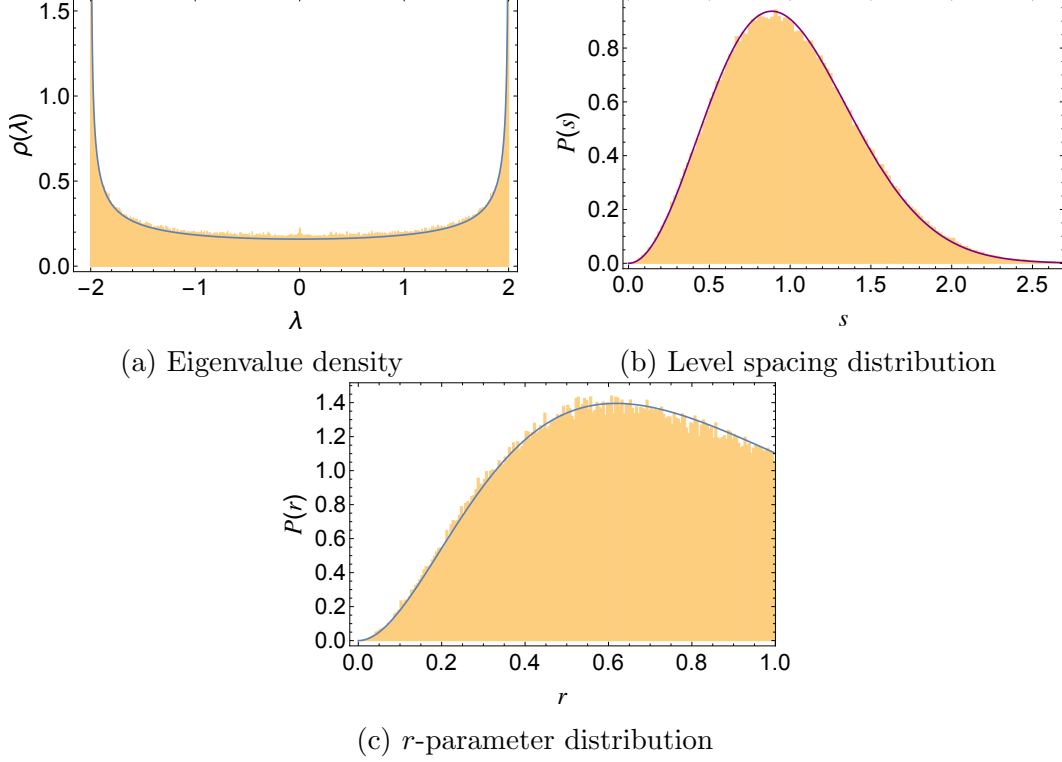 1.5
1.0
0.5
0.0
ρ(λ)
−2 −1 0 1 2
λ
(a) Eigenvalue density
0.8
0.6
0.4
0.2
0.0
P(s)
0.0 0.5 1.0 1.5 2.0 2.5
s
(b) Level spacing distribution
1.4
1.2
1.0
0.8
0.6
0.4
0.2
0.0
P(r)
0.0 0.2 0.4 0.6 0.8 1.0
r
(c) r-parameter distribution